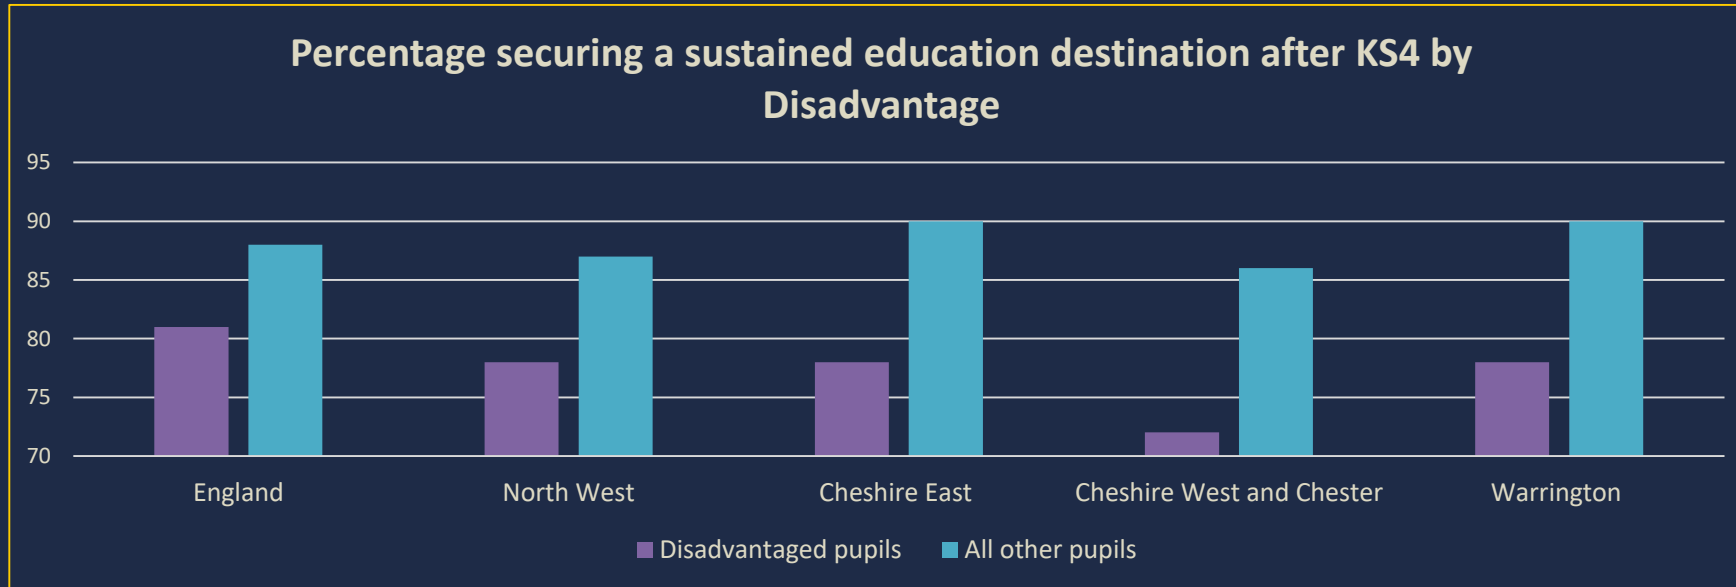 Percentage securing a sustained education destination after KS4 by
Disadvantage
95
90
85
80
75
70
England North West Cheshire East Cheshire West and Chester Warrington
Disadvantaged pupils All other pupils